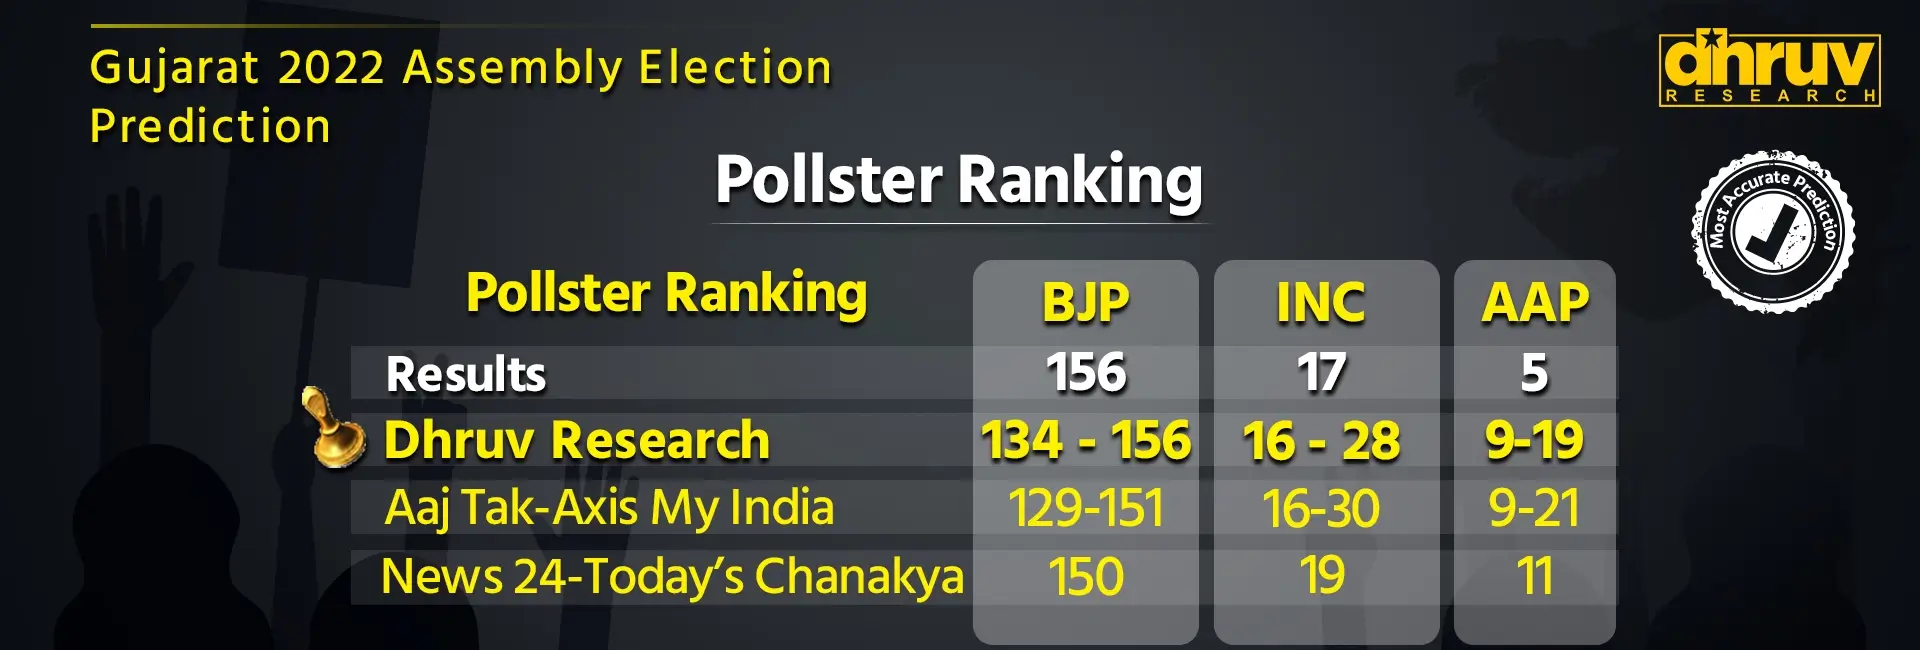 Gujarat 2022 Assembly Election
Prediction
dhruv
RESEARCH
Pollster Ranking
Most Accurate Prediction
Pollster Ranking BJP INC AAP
Results 156 17 5
Dhruv Research 134 - 156 16 - 28 9-19
Aaj Tak-Axis My India 129-151 16-30 9-21
News 24-Today's Chanakya 150 19 11